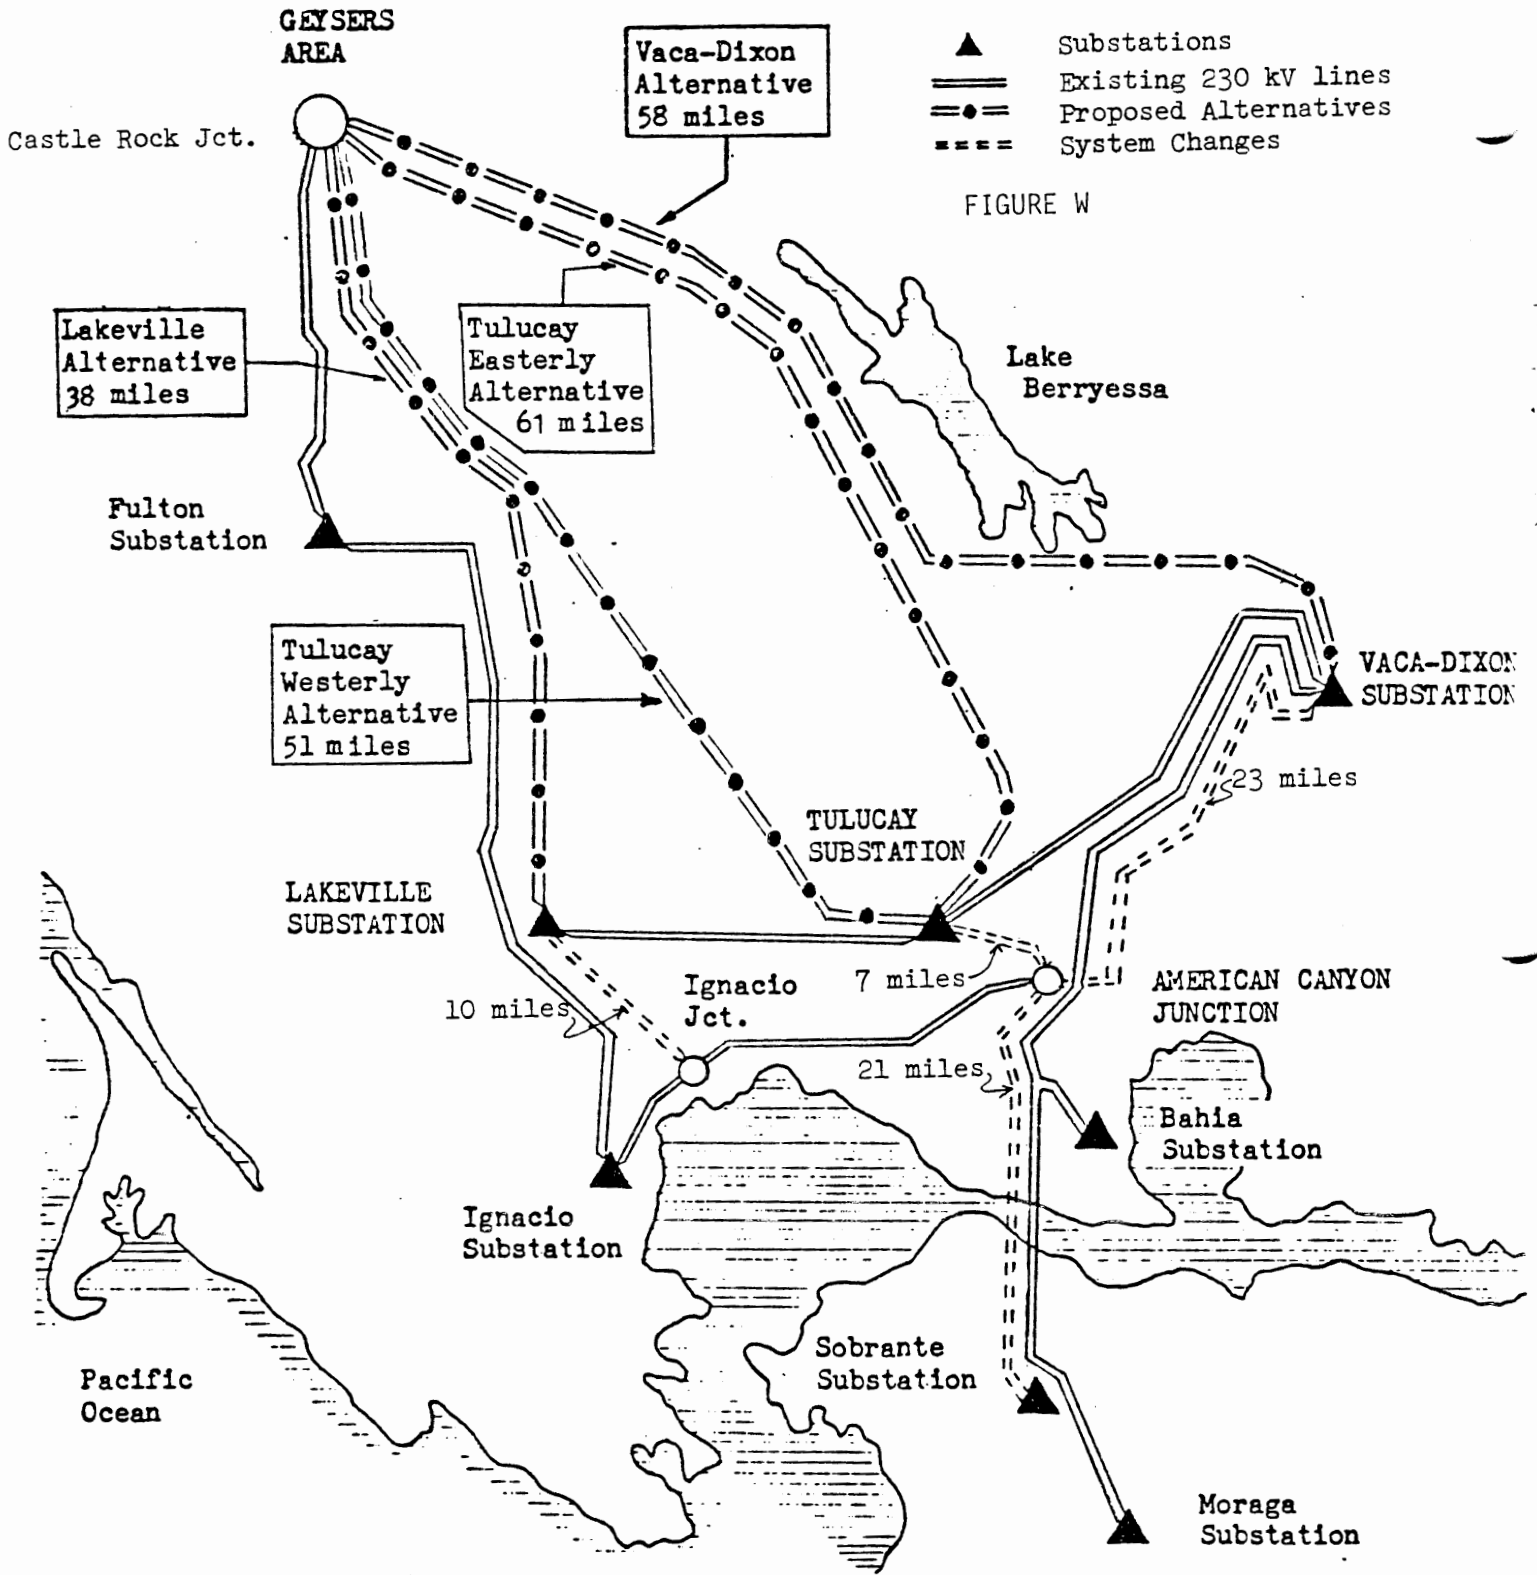 GEYSERS
AREA
Castle Rock Jct.
Vaca-Dixon
Alternative
58 miles
Substations
Existing 230 kV lines
Proposed Alternatives
System Changes
FIGURE W
Lakeville
Alternative
38 miles
Tulucay
Easterly
Alternative
61 miles
Lake
Berryessa
Fulton
Substation
Tulucay
Westerly
Alternative
51 miles
VACA-DIXON
SUBSTATION
23 miles
TULUCAY
SUBSTATION
LAKEVILLE
SUBSTATION
7 miles
10 miles
Ignacio
Jct.
AMERICAN CANYON
JUNCTION
21 miles
Bahia
Substation
Ignacio
Substation
Sobrante
Substation
Pacific
Ocean
Moraga
Substation